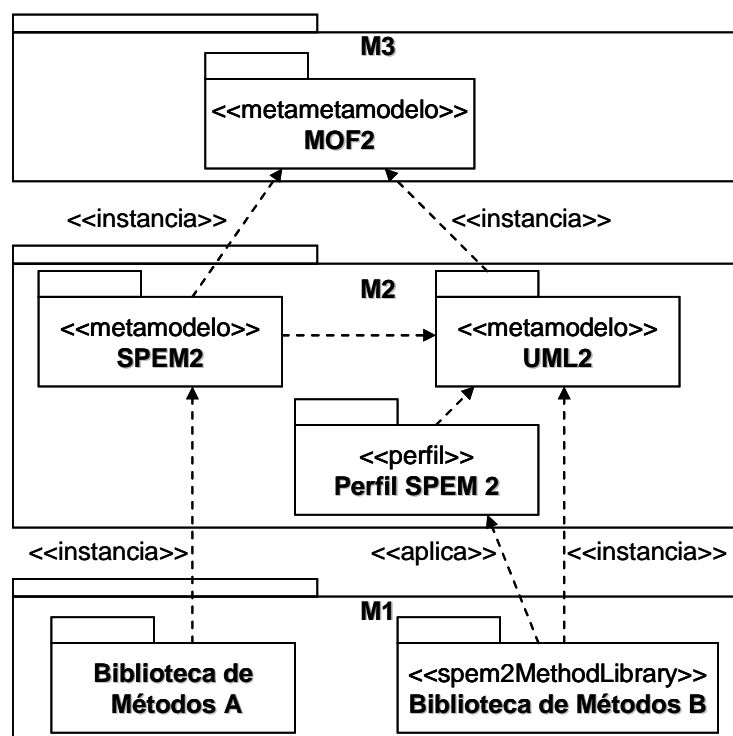 M3
<<metametamodelo>>
MOF2
<<instancia>>
<<instancia>>
M2
<<metamodelo>>
SPEM2
<<metamodelo>>
UML2
<<perfil>>
Perfil SPEM 2
<<instancia>>
<<aplica>>
<<instancia>>
M1
Biblioteca de
Métodos A
<<spem2MethodLibrary>>
Biblioteca de Métodos B